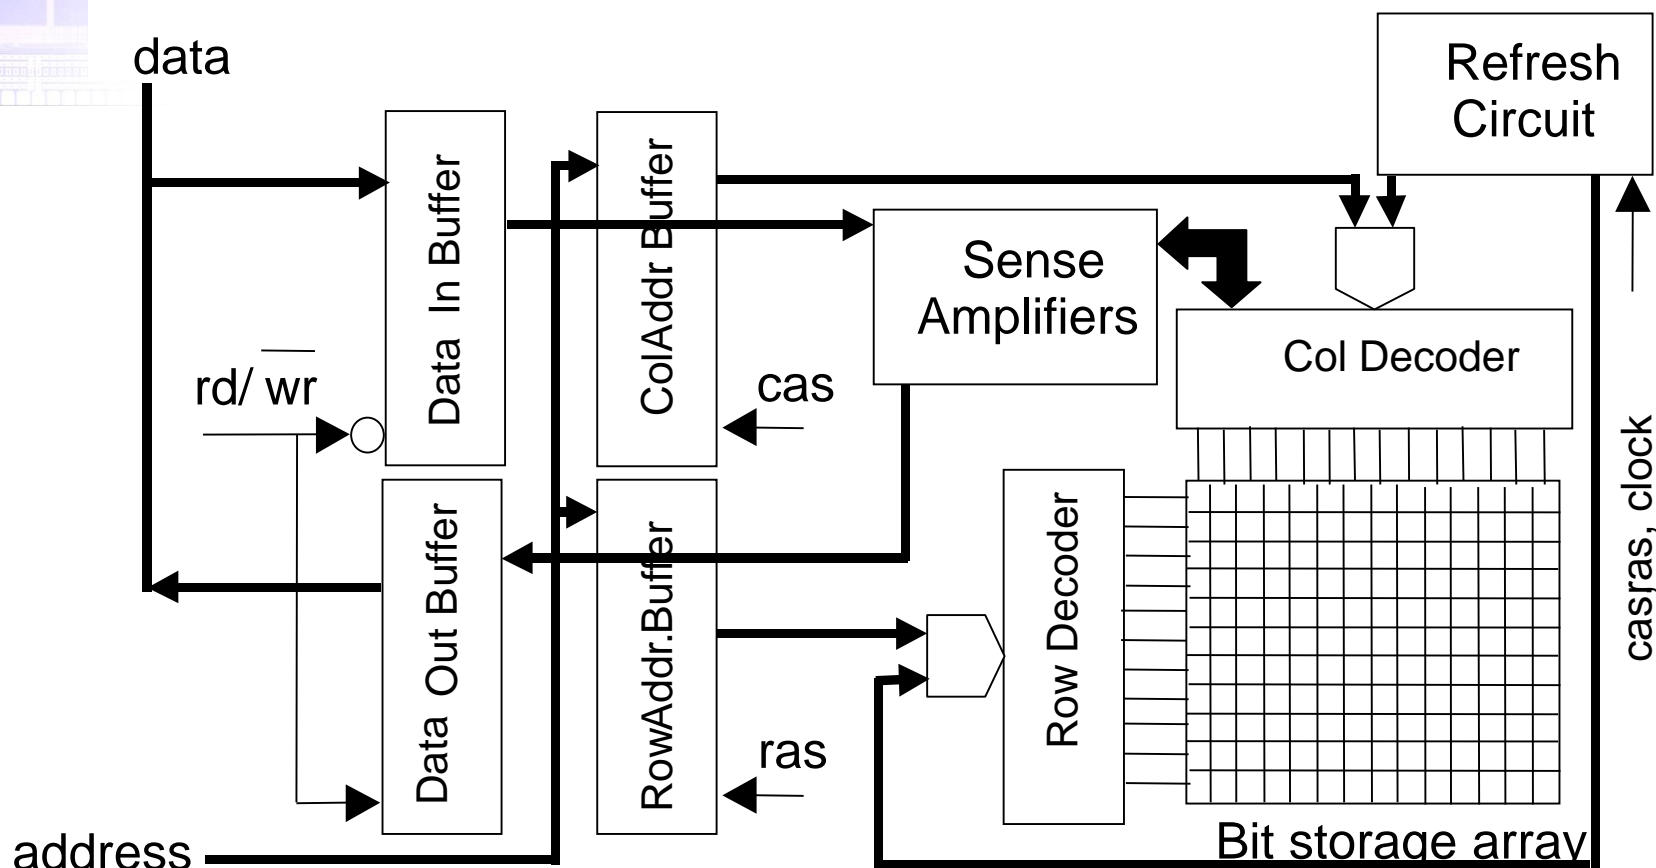 data
Refresh
Circuit
Data In Buffer
ColAddr Buffer
Sense
Amplifiers
Col Decoder
rd/ wr
cas
casras, clock
Data Out Buffer
RowAddr.Buffer
Row Decoder
ras
address
Bit storage array